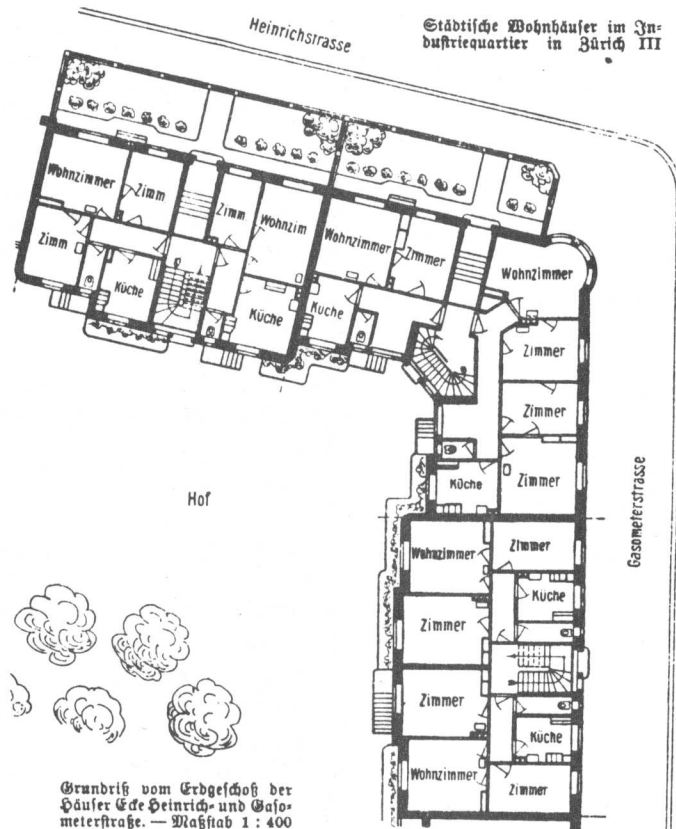 Heinrichstrasse
Städtische Wohnhäuser im In-
dustriequartier in Zürich III
Wohnzimmer
Zimm
Zimm
Wohnzim
Wohnzimmer
Zimmer
Wohnzimmer
Zimm
Küche
Küche
Küche
Zimmer
Zimmer
Zimmer
Küche
Hof
Gasometerstrasse
Wohnzimmer
Zimmer
Küche
Zimmer
Zimmer
Küche
Wohnzimmer
Zimmer
Grundriß vom Erdgeschoß der
Häuser Ecke Heinrich- und Gaso-
meterstraße. — Maßstab 1 : 400